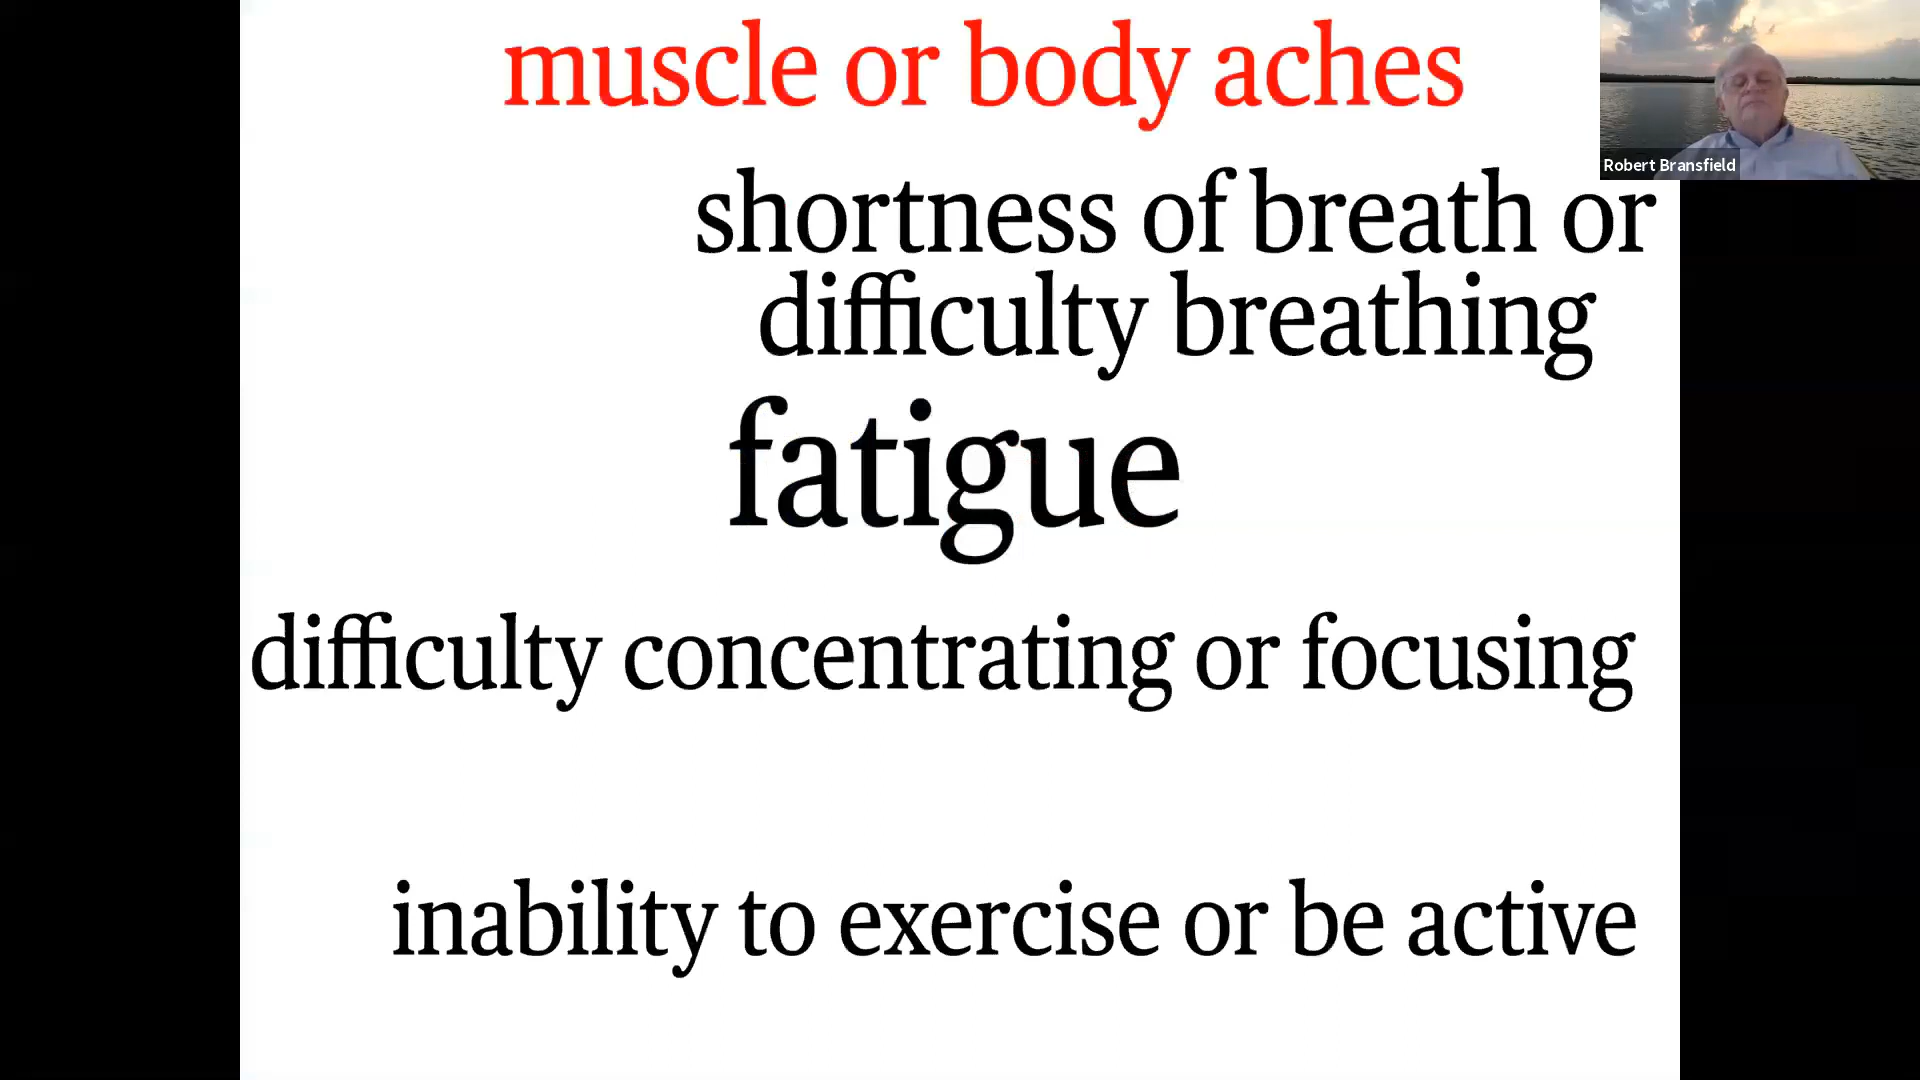 muscle or body aches
Robert Bransfield
shortness of breath or
difficulty breathing
fatigue
difficulty concentrating or focusing
inability to exercise or be active